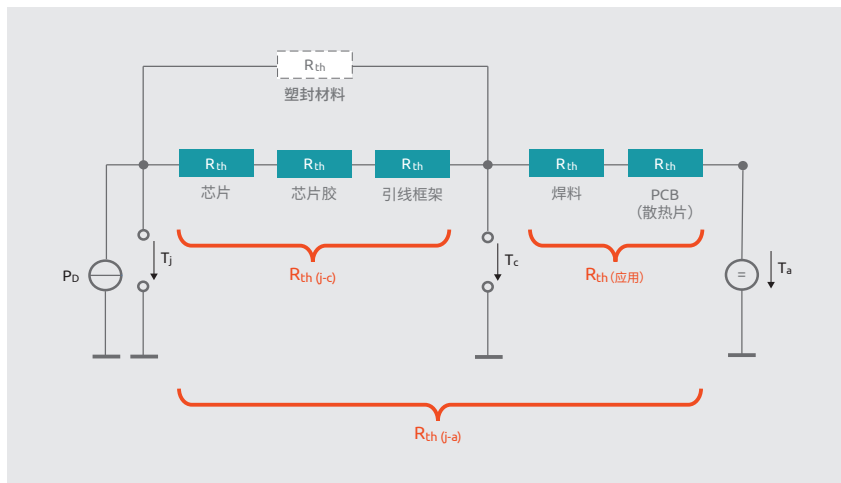 Rth
塑封材料
Rth
Rth
Rth
Rth
Rth
芯片
芯片胶
引线框架
焊料
PCB
（散热片）
Tj
Tc
PD
Rth (j-c)
Rth（应用）
=
Ta
Rth (j-a)